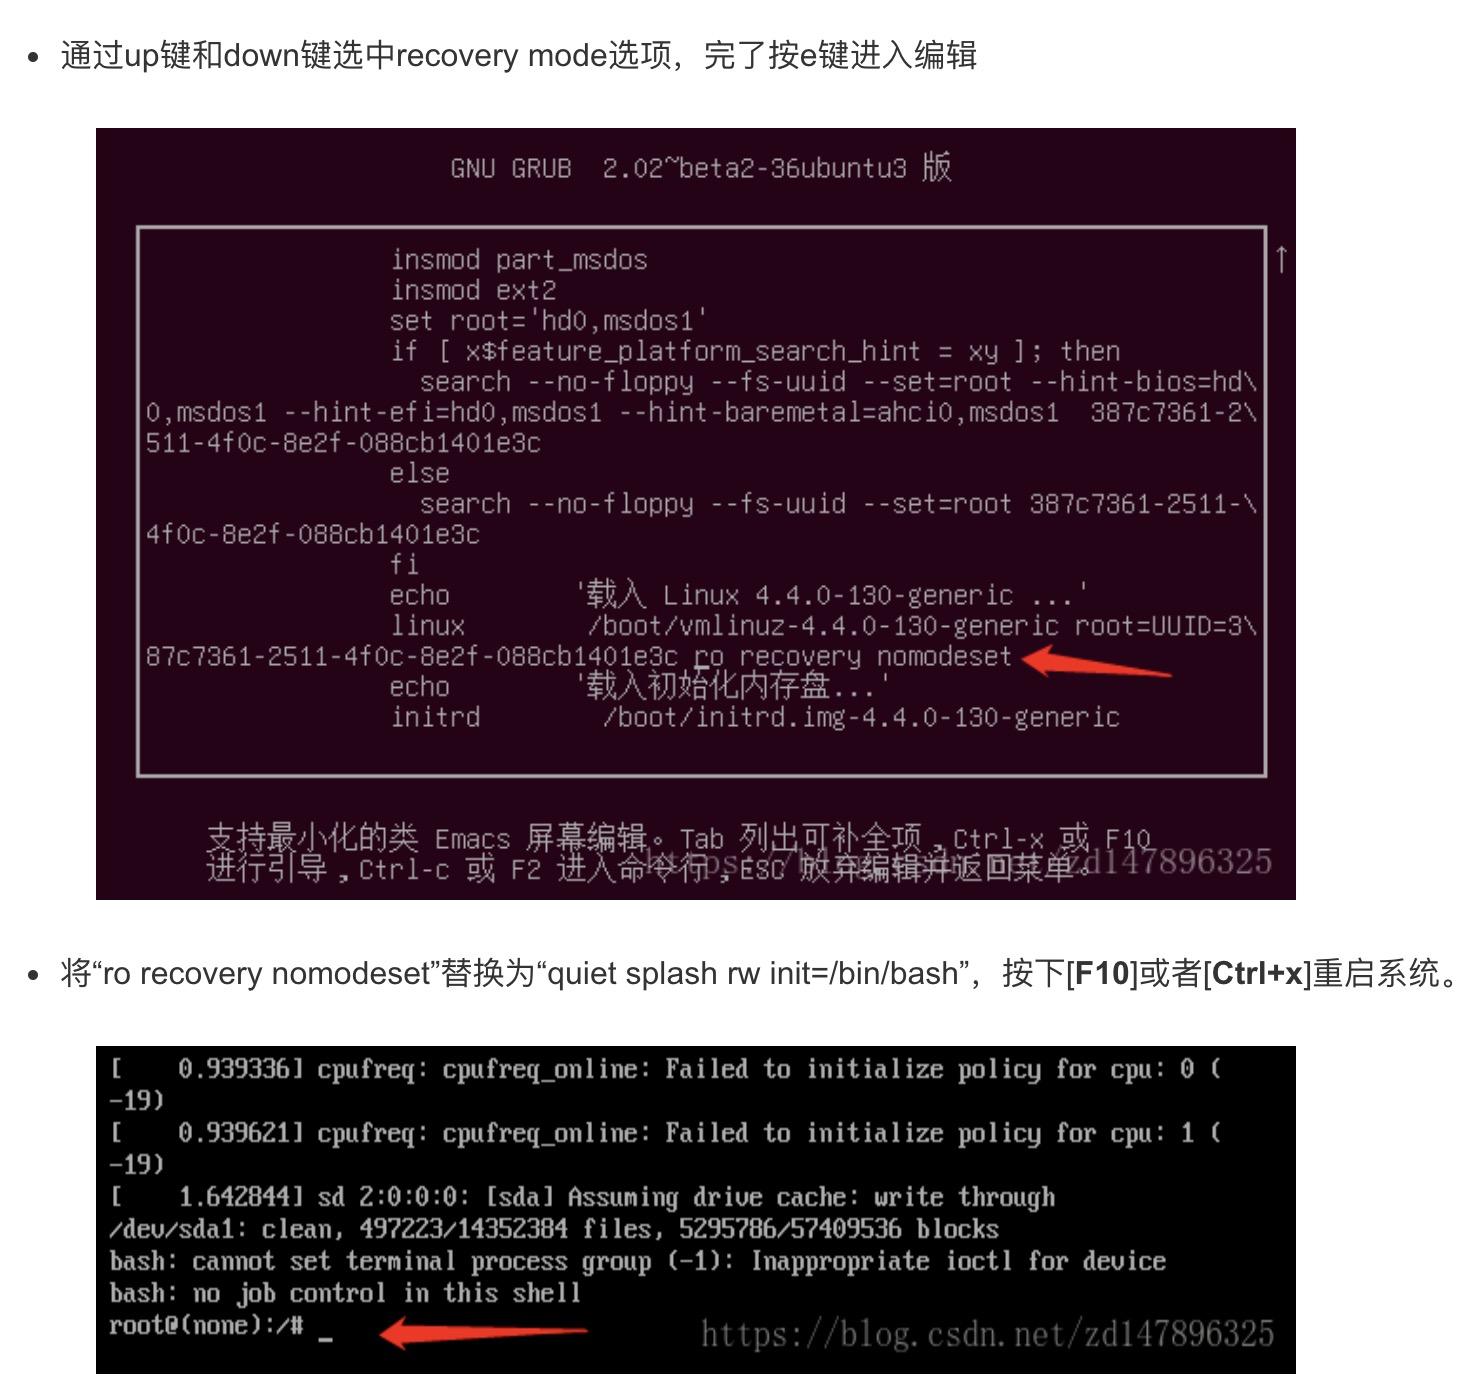 通过up键和down键选中recovery mode选项，完了按e键进入编辑
GNU GRUB  2.02~beta2-36ubuntu3 版
insmod part_msdos
insmod ext2
set root='hd0,msdos1'
if [ x$feature_platform_search_hint = xy ]; then
search --no-floppy --fs-uuid --set=root --hint-bios=hd\
0,msdos1 --hint-efi=hd0,msdos1 --hint-baremetal=ahci0,msdos1  387c7361-2\
511-4f0c-8e2f-088cb1401e3c
else
search --no-floppy --fs-uuid --set=root 387c7361-2511-\
4f0c-8e2f-088cb1401e3c
fi
echo        '载入 Linux 4.4.0-130-generic ...'
linux        /boot/vmlinuz-4.4.0-130-generic root=UUID=3\
87c7361-2511-4f0c-8e2f-088cb1401e3c ro recovery nomodeset
echo        '载入初始化内存盘...'
initrd        /boot/initrd.img-4.4.0-130-generic
支持最小化的类 Emacs 屏幕编辑。Tab 列出可补全项,Ctrl-x 或 F10
进行引导,Ctrl-c 或 F2 进入命令行,ESC 放弃编辑并返回菜单。
https://blog.csdn.net/zd147896325
将“ro recovery nomodeset”替换为“quiet splash rw init=/bin/bash”，按下[F10]或者[Ctrl+x]重启系统。
[    0.939336] cpufreq: cpufreq_online: Failed to initialize policy for cpu: 0 (
-19)
[    0.939621] cpufreq: cpufreq_online: Failed to initialize policy for cpu: 1 (
-19)
[    1.642844] sd 2:0:0:0: [sda] Assuming drive cache: write through
/dev/sda1: clean, 497223/14352384 files, 5295786/57409536 blocks
bash: cannot set terminal process group (-1): Inappropriate ioctl for device
bash: no job control in this shell
root@(none):/# _
https://blog.csdn.net/zd147896325